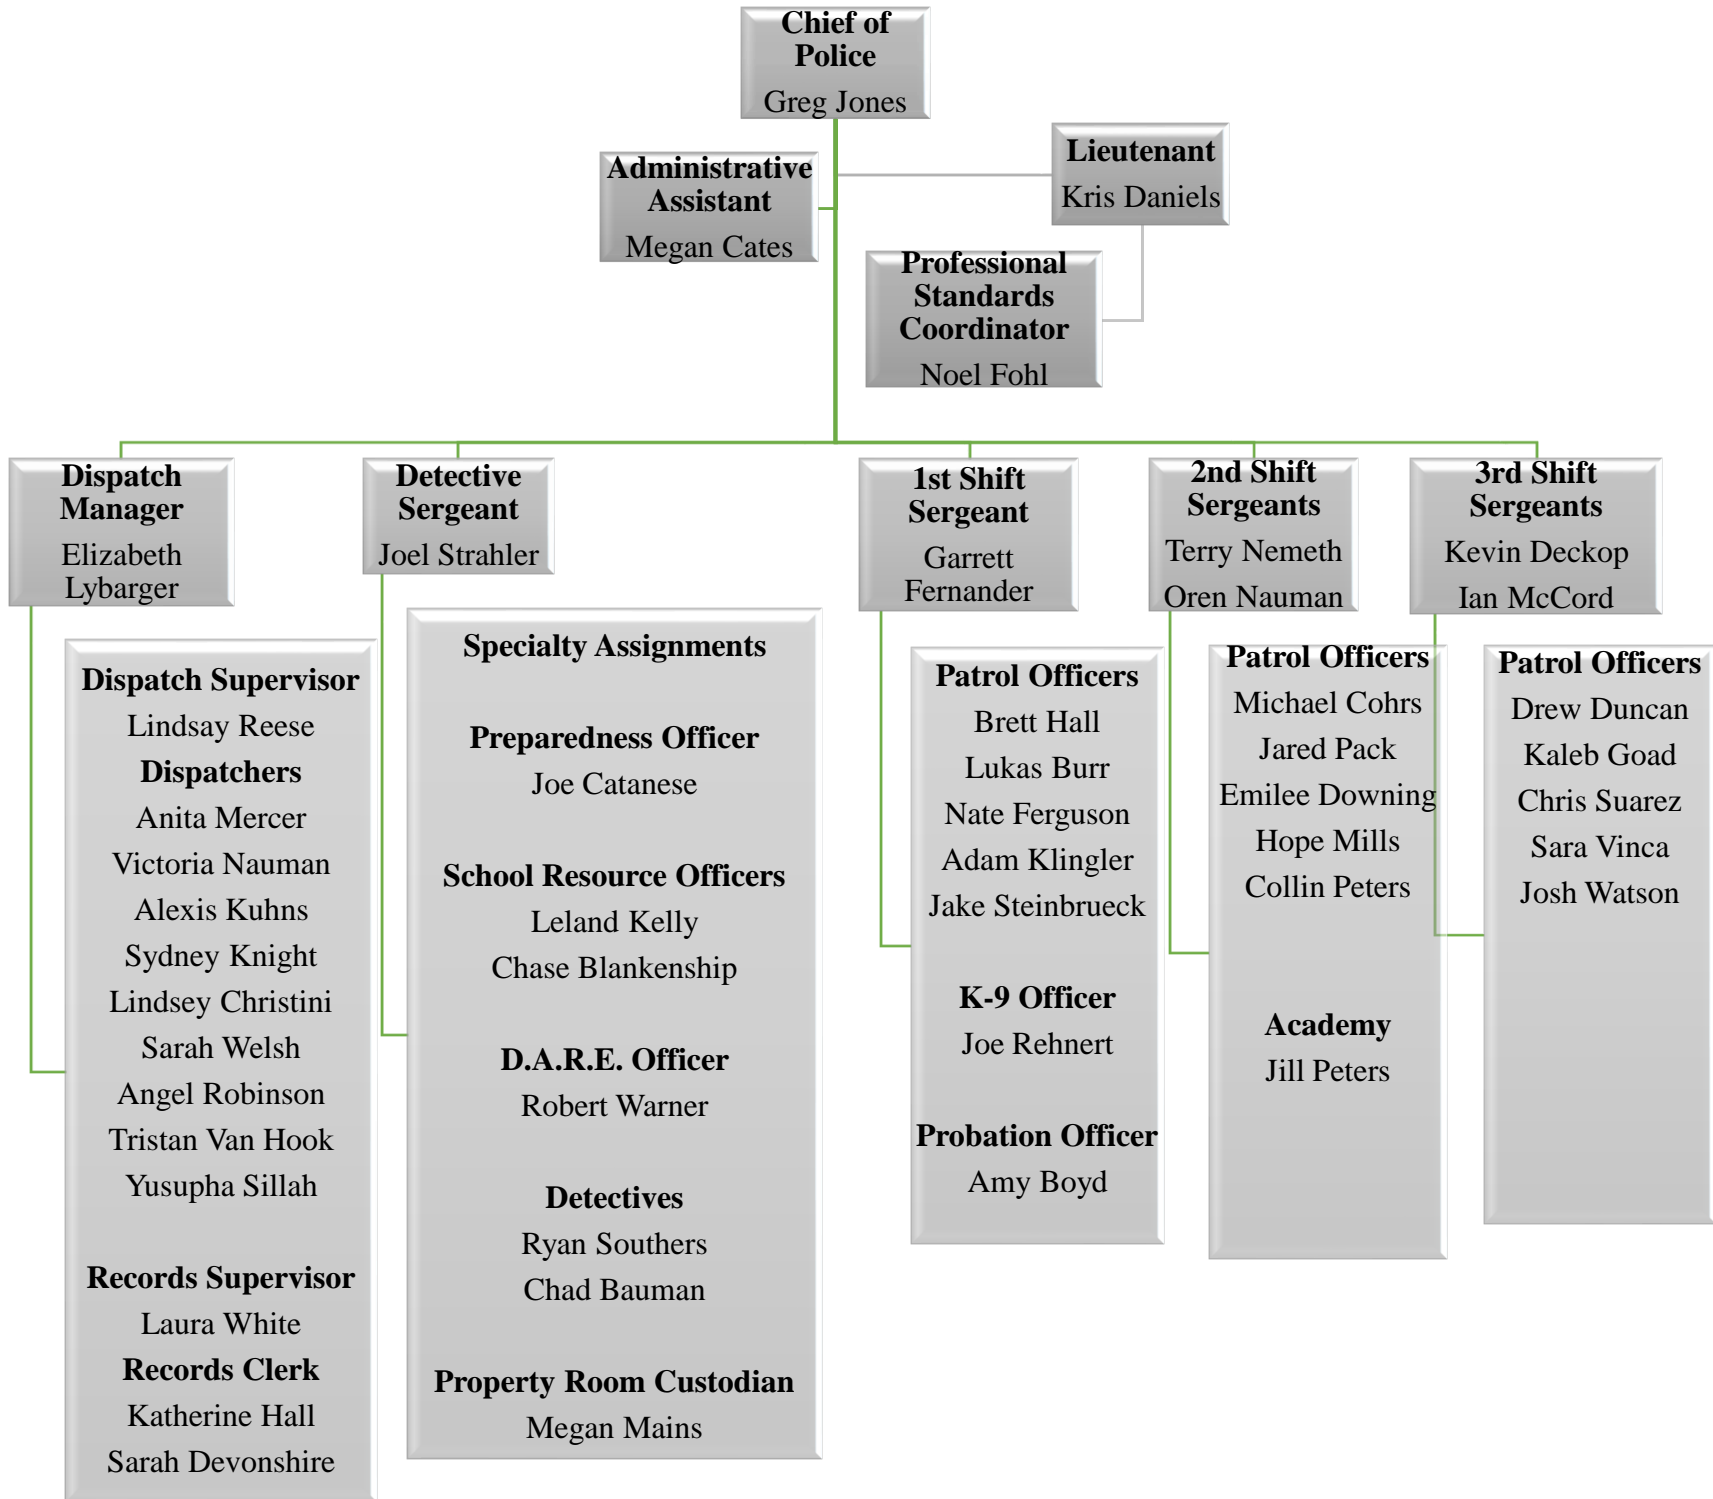 Chief of
Police
Greg Jones
Administrative
Assistant
Megan Cates
Lieutenant
Kris Daniels
Professional
Standards
Coordinator
Noel Fohl
Dispatch
Manager
Elizabeth
Lybarger
Dispatch Supervisor
Lindsay Reese
Dispatchers
Anita Mercer
Victoria Nauman
Alexis Kuhns
Sydney Knight
Lindsey Christini
Sarah Welsh
Angel Robinson
Tristan Van Hook
Yusupha Sillah
Records Supervisor
Laura White
Records Clerk
Katherine Hall
Sarah Devonshire
Detective
Sergeant
Joel Strahler
Specialty Assignments
Preparedness Officer
Joe Catanese
School Resource Officers
Leland Kelly
Chase Blankenship
D.A.R.E. Officer
Robert Warner
Detectives
Ryan Southers
Chad Bauman
Property Room Custodian
Megan Mains
1st Shift
Sergeant
Garrett
Fernander
Patrol Officers
Brett Hall
Lukas Burr
Nate Ferguson
Adam Klingler
Jake Steinbrueck
K-9 Officer
Joe Rehnert
Probation Officer
Amy Boyd
2nd Shift
Sergeants
Terry Nemeth
Oren Nauman
Patrol Officers
Michael Cohrs
Jared Pack
Emilee Downing
Hope Mills
Collin Peters
Academy
Jill Peters
3rd Shift
Sergeants
Kevin Deckop
Ian McCord
Patrol Officers
Drew Duncan
Kaleb Goad
Chris Suarez
Sara Vinca
Josh Watson